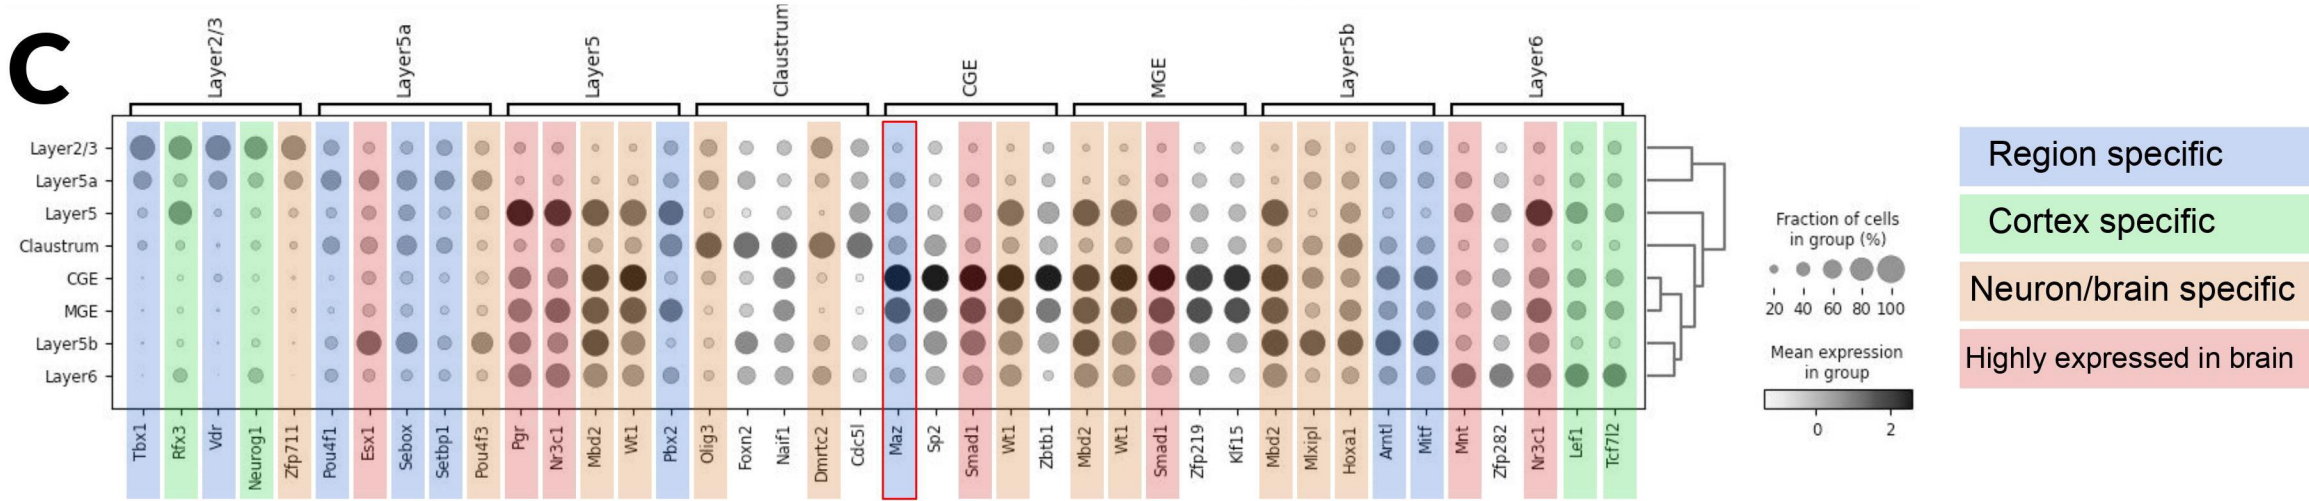 C
Layer2/3
Layer5a
Layer5
Claustrum
CGE
MGE
Layer5b
Layer6
Layer2/3
Layer5a
Layer5
Claustrum
CGE
MGE
Layer5b
Layer6
Tbx1
Rfx3
Vdr
Neurog1
Zfp711
Pou4f1
Esx1
Sebox
Setbp1
Pou4f3
Pgr
Nr3c1
Mbd2
Wt1
Pbx2
Olig3
Foxn2
Naif1
Dmrtc2
Cdc5l
Maz
Sp2
Smad1
Wt1
Zbtb1
Mbd2
Wt1
Smad1
Zfp219
Klf15
Mbd2
Mlxipl
Hoxa1
Arntl
Mitf
Mnt
Zfp282
Nr3c1
Lef1
Tcf7l2
Fraction of cells
in group (%)
20 40 60 80 100
Mean expression
in group
0 2
Region specific
Cortex specific
Neuron/brain specific
Highly expressed in brain